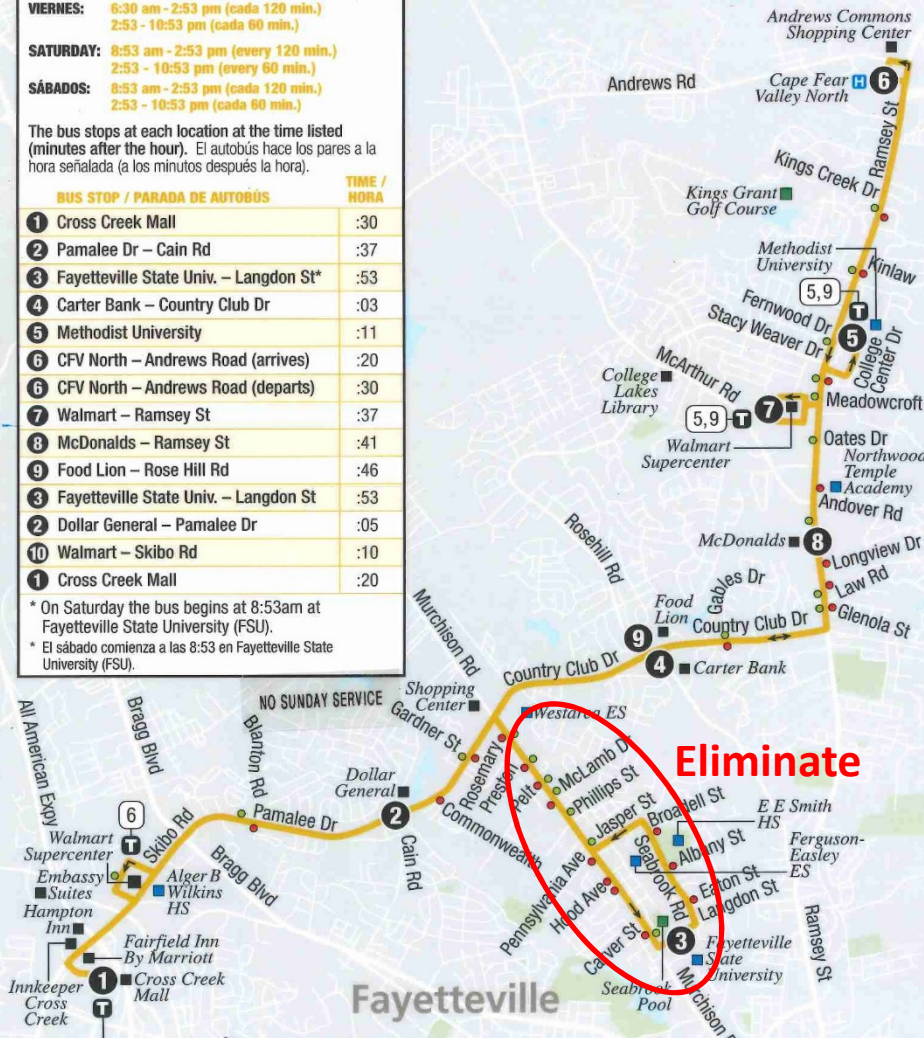 VIERNES: 6:30 am - 2:53 pm (cada 120 min.)
2:53 - 10:53 pm (cada 60 min.)
SATURDAY: 8:53 am - 2:53 pm (every 120 min.)
2:53 - 10:53 pm (every 60 min.)
SÁBADOS: 8:53 am - 2:53 pm (cada 120 min.)
2:53 - 10:53 pm (cada 60 min.)
The bus stops at each location at the time listed
(minutes after the hour). El autobús hace los pares a la
hora señalada (a los minutos después la hora).
BUS STOP / PARADA DE AUTOBÚS TIME / HORA
1 Cross Creek Mall :30
2 Pamalee Dr – Cain Rd :37
3 Fayetteville State Univ. – Langdon St* :53
4 Carter Bank – Country Club Dr :03
5 Methodist University :11
6 CFV North – Andrews Road (arrives) :20
6 CFV North – Andrews Road (departs) :30
7 Walmart – Ramsey St :37
8 McDonalds – Ramsey St :41
9 Food Lion – Rose Hill Rd :46
3 Fayetteville State Univ. – Langdon St :53
2 Dollar General – Pamalee Dr :05
10 Walmart – Skibo Rd :10
1 Cross Creek Mall :20
* On Saturday the bus begins at 8:53am at
Fayetteville State University (FSU).
* El sábado comienza a las 8:53 en Fayetteville State
University (FSU).
NO SUNDAY SERVICE
Andrews Commons
Shopping Center
Andrews Rd
Cape Fear H
Valley North
6
Ramsey St
Kings Creek Dr
Kings Grant
Golf Course
Methodist
University
Kinlaw
5,9
T
Fernwood Dr
Stacy Weaver Dr
5
College
Center Dr
McArthur Rd
College
Lakes
Library
Meadowcroft
5,9
T
7
Walmart
Supercenter
Oates Dr
Northwood
Temple
Academy
Andover Rd
Rosehill Rd
McDonalds
8
Longview Dr
Law Rd
Glenola St
Gables Dr
Food
Lion
9
Country Club Dr
4
Carter Bank
Murchison Rd
Country Club Dr
Shopping
Center
Westarea ES
Gardner St
Rosemary
Preston
Pelt
McLamb Dr
Phillips St
Eliminate
Jasper St
Broadell St
E E Smith
HS
Albany St
Ferguson-
Easley
ES
Seabrook Rd
Eaton St
Langdon St
Pennsylvania Ave
Hood Ave
Carver St
3
Fayetteville
State
University
Seabrook
Pool
Murchison
Ramsey St
All American Expy
Bragg Blvd
Blanton Rd
Dollar
General
2
Commonwealth
Cain Rd
Pamalee Dr
6
T
Skibo Rd
Walmart
Supercenter
Embassy
Suites
Alger B
Wilkins
HS
Bragg Blvd
Hampton
Inn
Fairfield Inn
By Marriott
Innkeeper
Cross
Creek
1
Cross Creek
Mall
T
Fayetteville